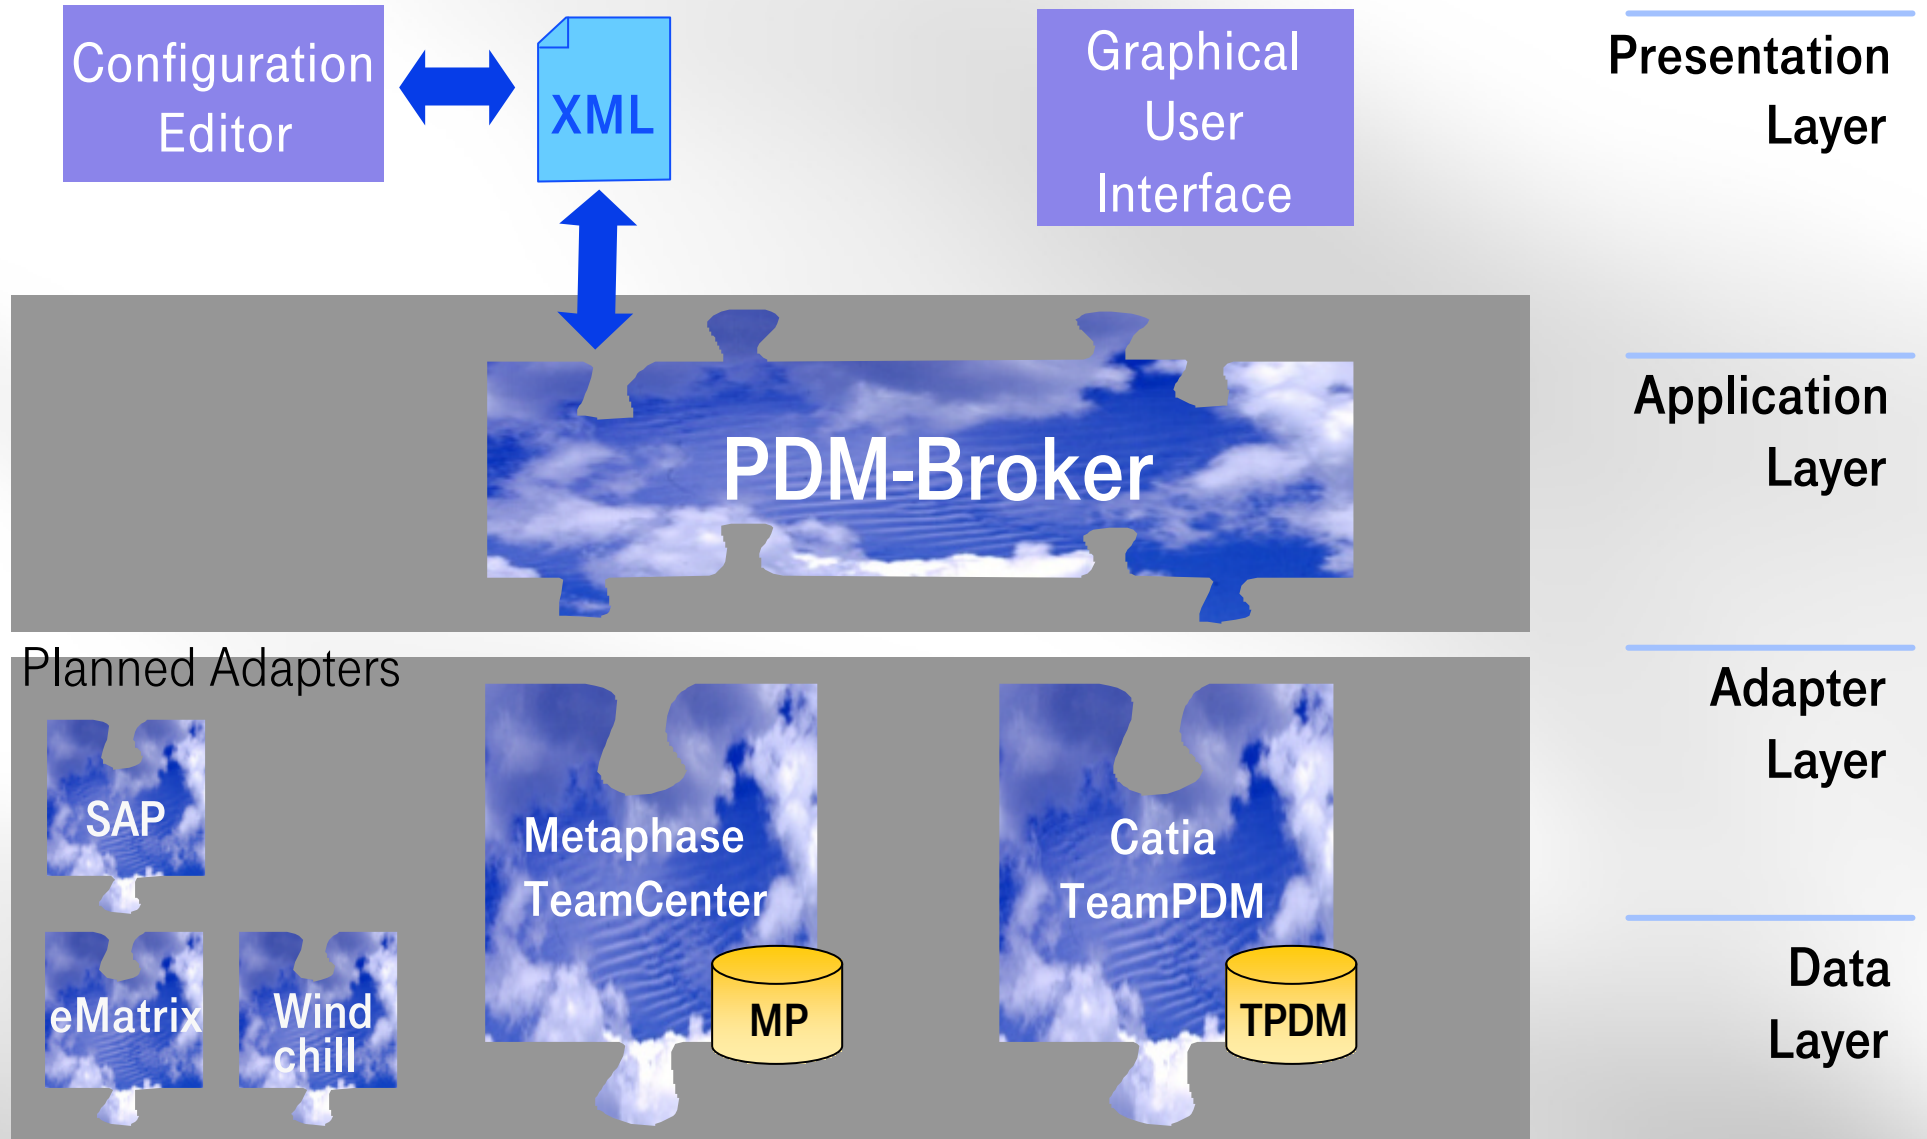 Configuration
Editor
XML
Graphical
User
Interface
Presentation
Layer
PDM-Broker
Application
Layer
Planned Adapters
SAP
eMatrix
Wind
chill
Metaphase
TeamCenter
MP
Catia
TeamPDM
TPDM
Adapter
Layer
Data
Layer